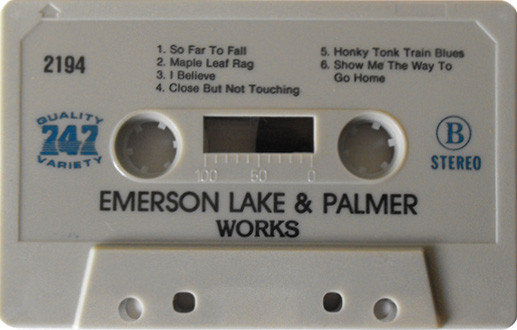 2194
1. So Far To Fall
2. Maple Leaf Rag
3. I Believe
4. Close But Not Touching
5. Honky Tonk Train Blues
6. Show Me The Way To
Go Home
QUALITY
747
VARIETY
B
STEREO
100 50 0
EMERSON LAKE & PALMER
WORKS